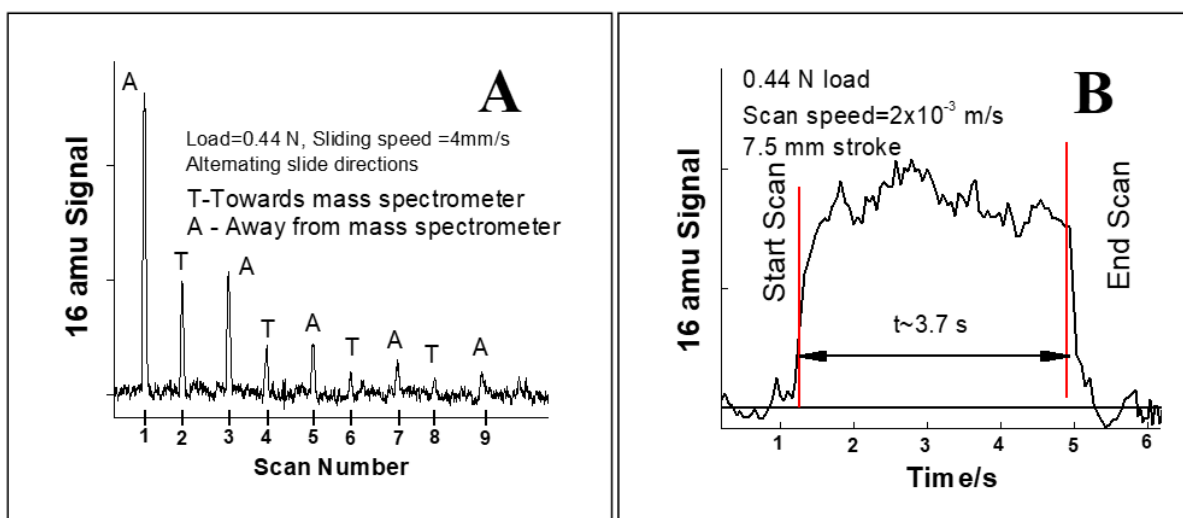 A
A
Load=0.44 N, Sliding speed =4mm/s
Alternating slide directions
T-Towards mass spectrometer
A - Away from mass spectrometer
T
A
T
A
T
A
T
A
16 amu Signal
1 2 3 4 5 6 7 8 9
Scan Number
B
0.44 N load
Scan speed=2x10⁻³ m/s
7.5 mm stroke
Start Scan
End Scan
t~3.7 s
16 amu Signal
1 2 3 4 5 6
Time/s